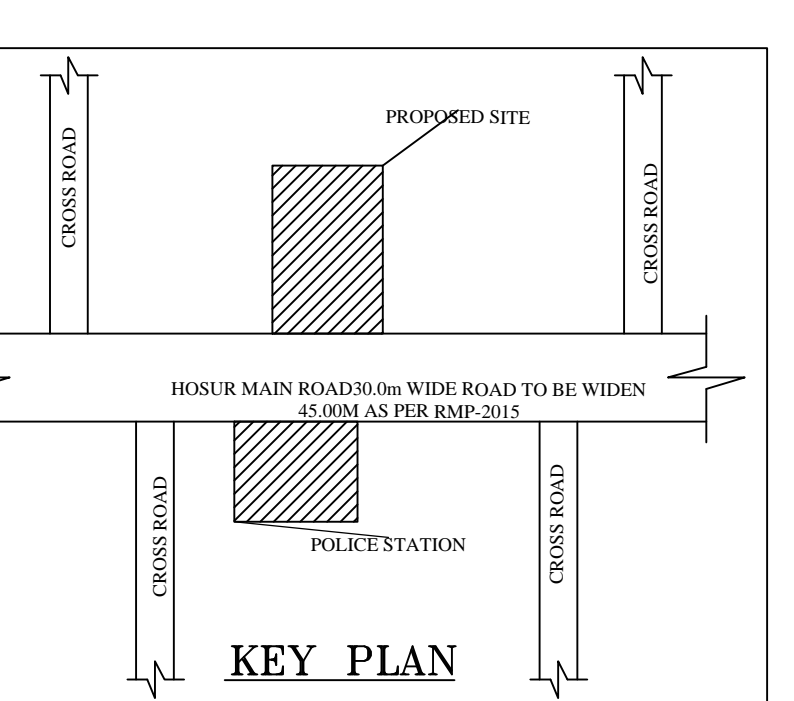 PROPOSED SITE
CROSS ROAD
CROSS ROAD
HOSUR MAIN ROAD30.0m WIDE ROAD TO BE WIDEN
45.00M AS PER RMP-2015
CROSS ROAD
CROSS ROAD
POLICE STATION
KEY PLAN